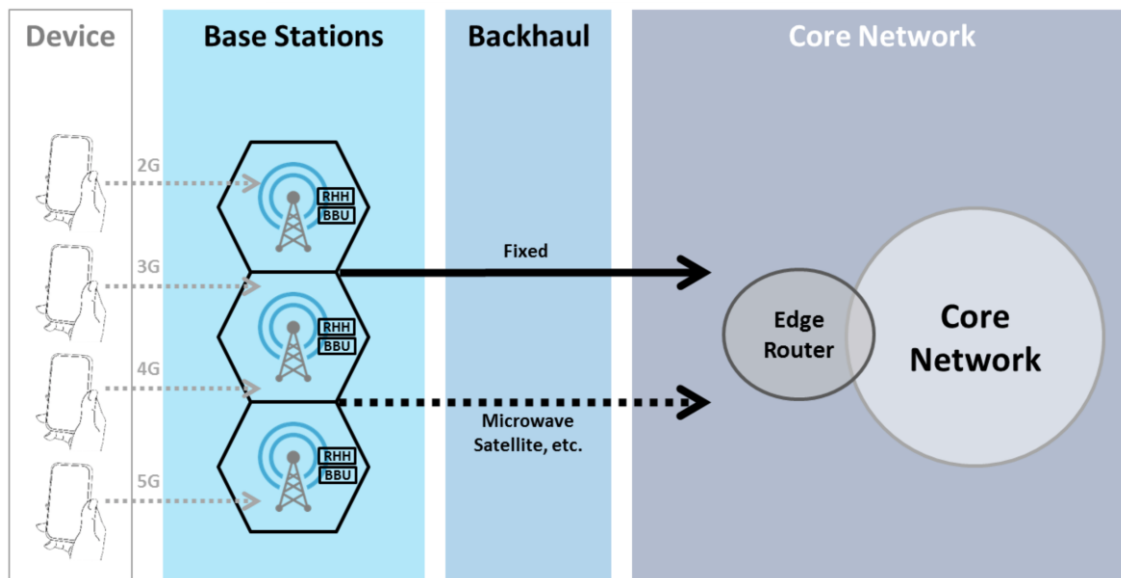 Device
Base Stations
Backhaul
Core Network
2G
RHH
BBU
3G
Fixed
RHH
BBU
Edge
Router
Core
Network
4G
Microwave
Satellite, etc.
RHH
BBU
5G